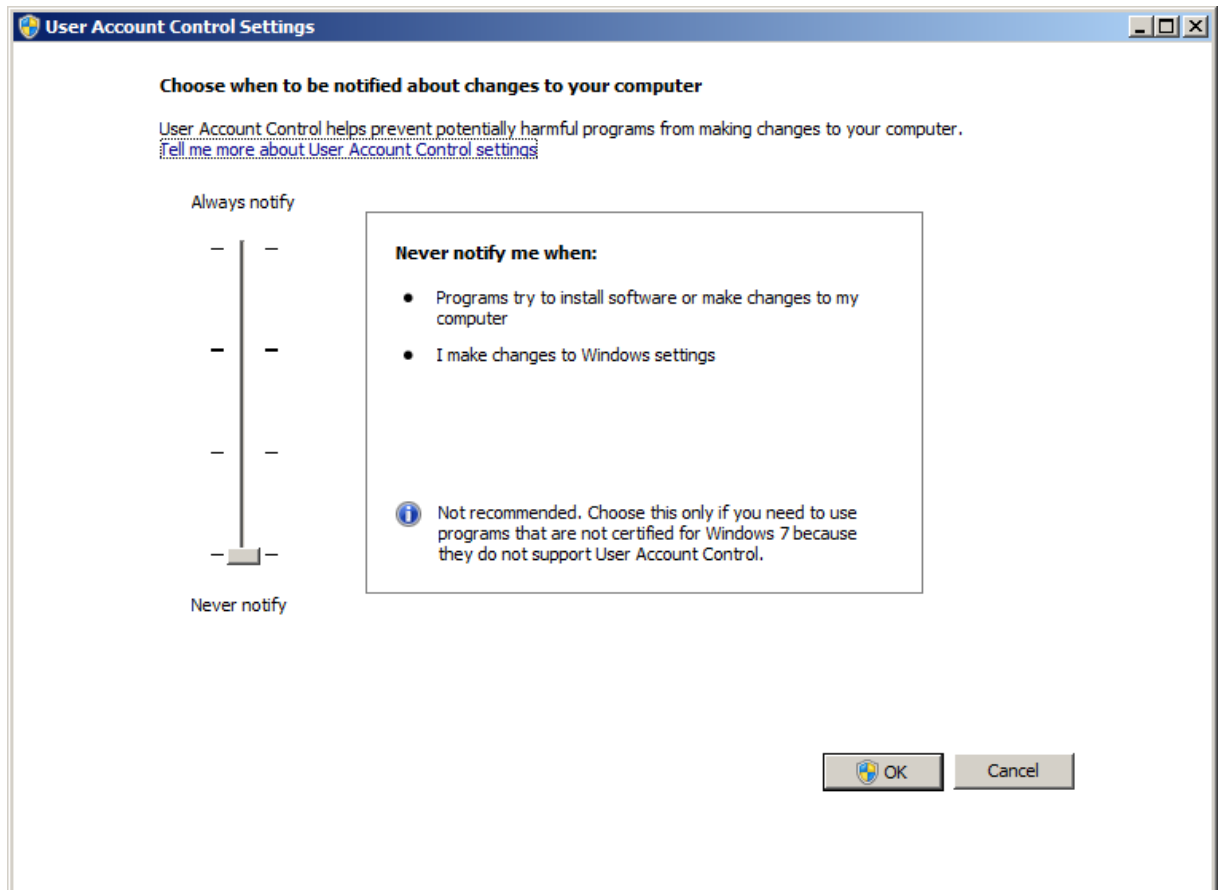 User Account Control Settings
Choose when to be notified about changes to your computer
User Account Control helps prevent potentially harmful programs from making changes to your computer.
Tell me more about User Account Control settings
Always notify
Never notify me when:
Programs try to install software or make changes to my
computer
I make changes to Windows settings
Not recommended. Choose this only if you need to use
programs that are not certified for Windows 7 because
they do not support User Account Control.
Never notify
OK
Cancel